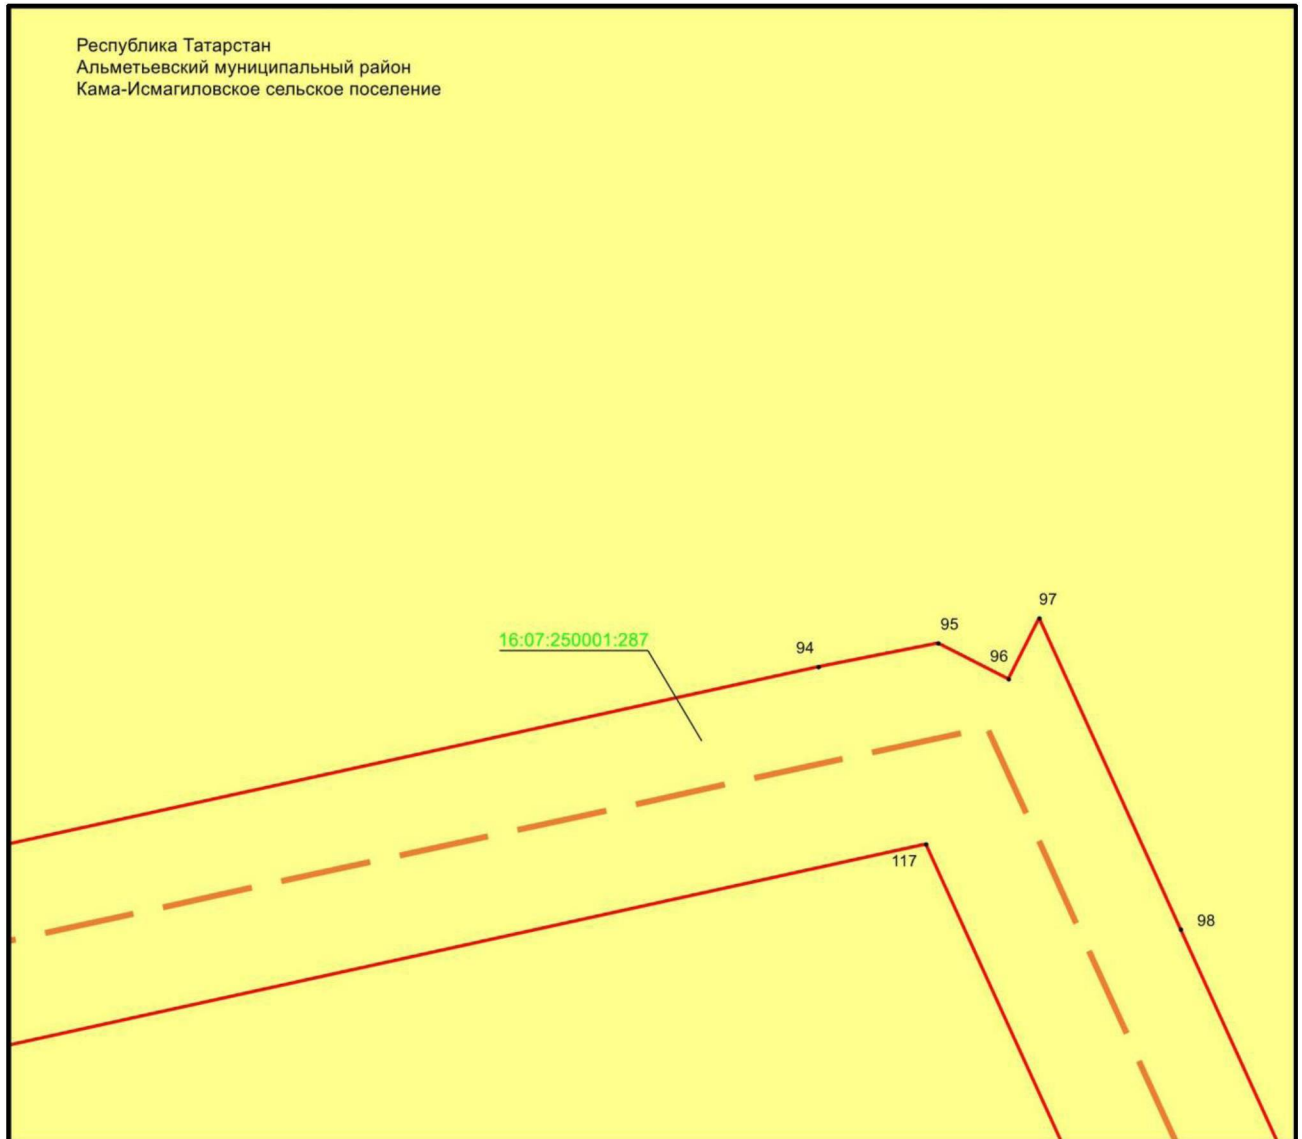 Республика Татарстан
Альметьевский муниципальный район
Кама-Исмагиловское сельское поселение
97
95
16:07:250001:287
94
96
117
98